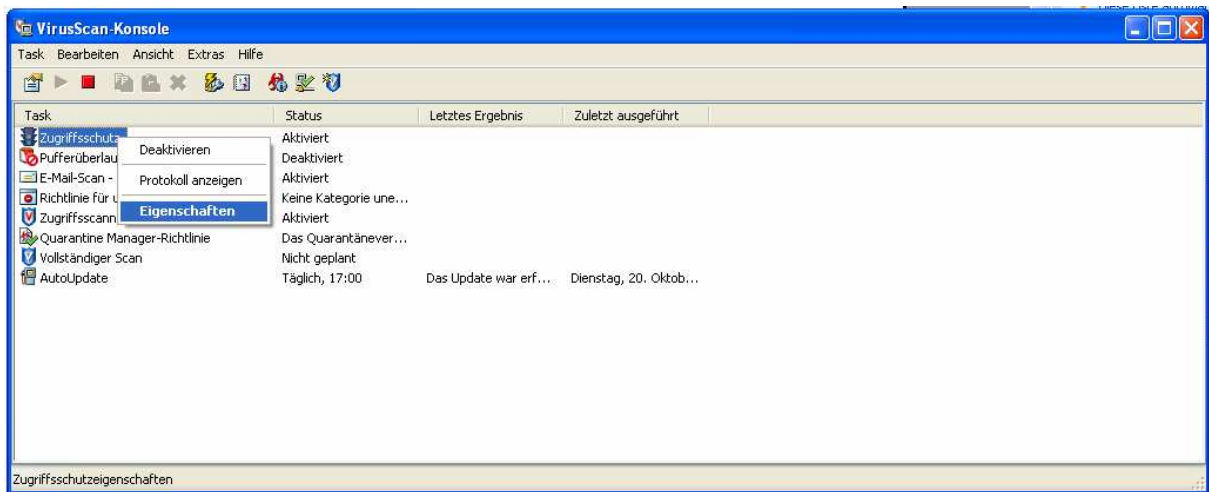 VirusScan-Konsole
Task Bearbeiten Ansicht Extras Hilfe
Task Status Letztes Ergebnis Zuletzt ausgeführt
Zugriffsschutz Aktiviert
Pufferüberlau Deaktiviert
E-Mail-Scan - Aktiviert
Richtlinie für u Keine Kategorie une...
Zugriffsscann Aktiviert
Quarantine Manager-Richtlinie Das Quarantänever...
Vollständiger Scan Nicht geplant
AutoUpdate Täglich, 17:00 Das Update war erf... Dienstag, 20. Oktob...
Deaktivieren
Protokoll anzeigen
Eigenschaften
Zugriffsschutzeigenschaften